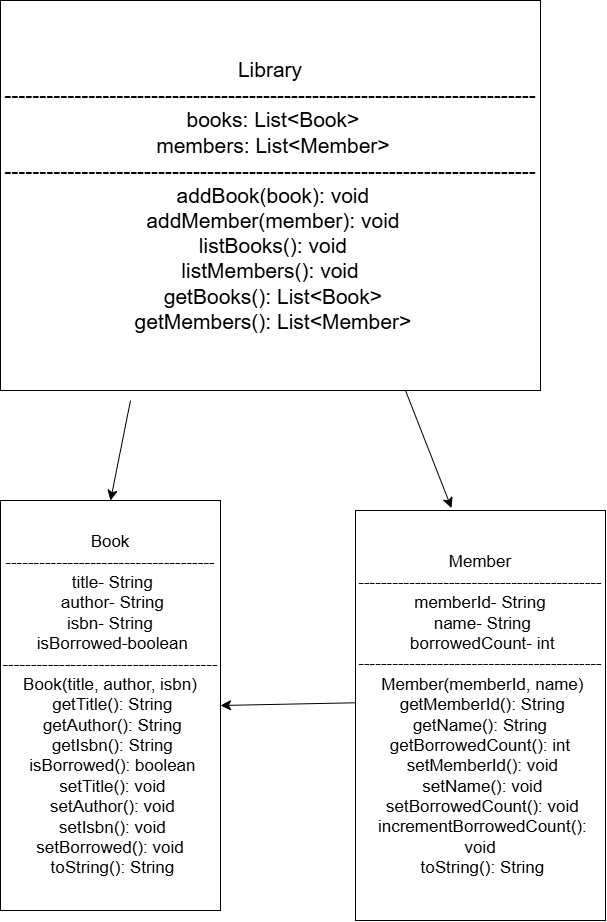 Library
books: List<Book>
members: List<Member>
addBook(book): void
addMember(member): void
listBooks(): void
listMembers(): void
getBooks(): List<Book>
getMembers(): List<Member>
Book
title- String
author- String
isbn- String
isBorrowed-boolean
Book(title, author, isbn)
getTitle(): String
getAuthor(): String
getIsbn(): String
isBorrowed(): boolean
setTitle(): void
setAuthor(): void
setIsbn(): void
setBorrowed(): void
toString(): String
Member
memberId- String
name- String
borrowedCount- int
Member(memberId, name)
getMemberId(): String
getName(): String
getBorrowedCount(): int
setMemberId(): void
setName(): void
setBorrowedCount(): void
incrementBorrowedCount():
void
toString(): String